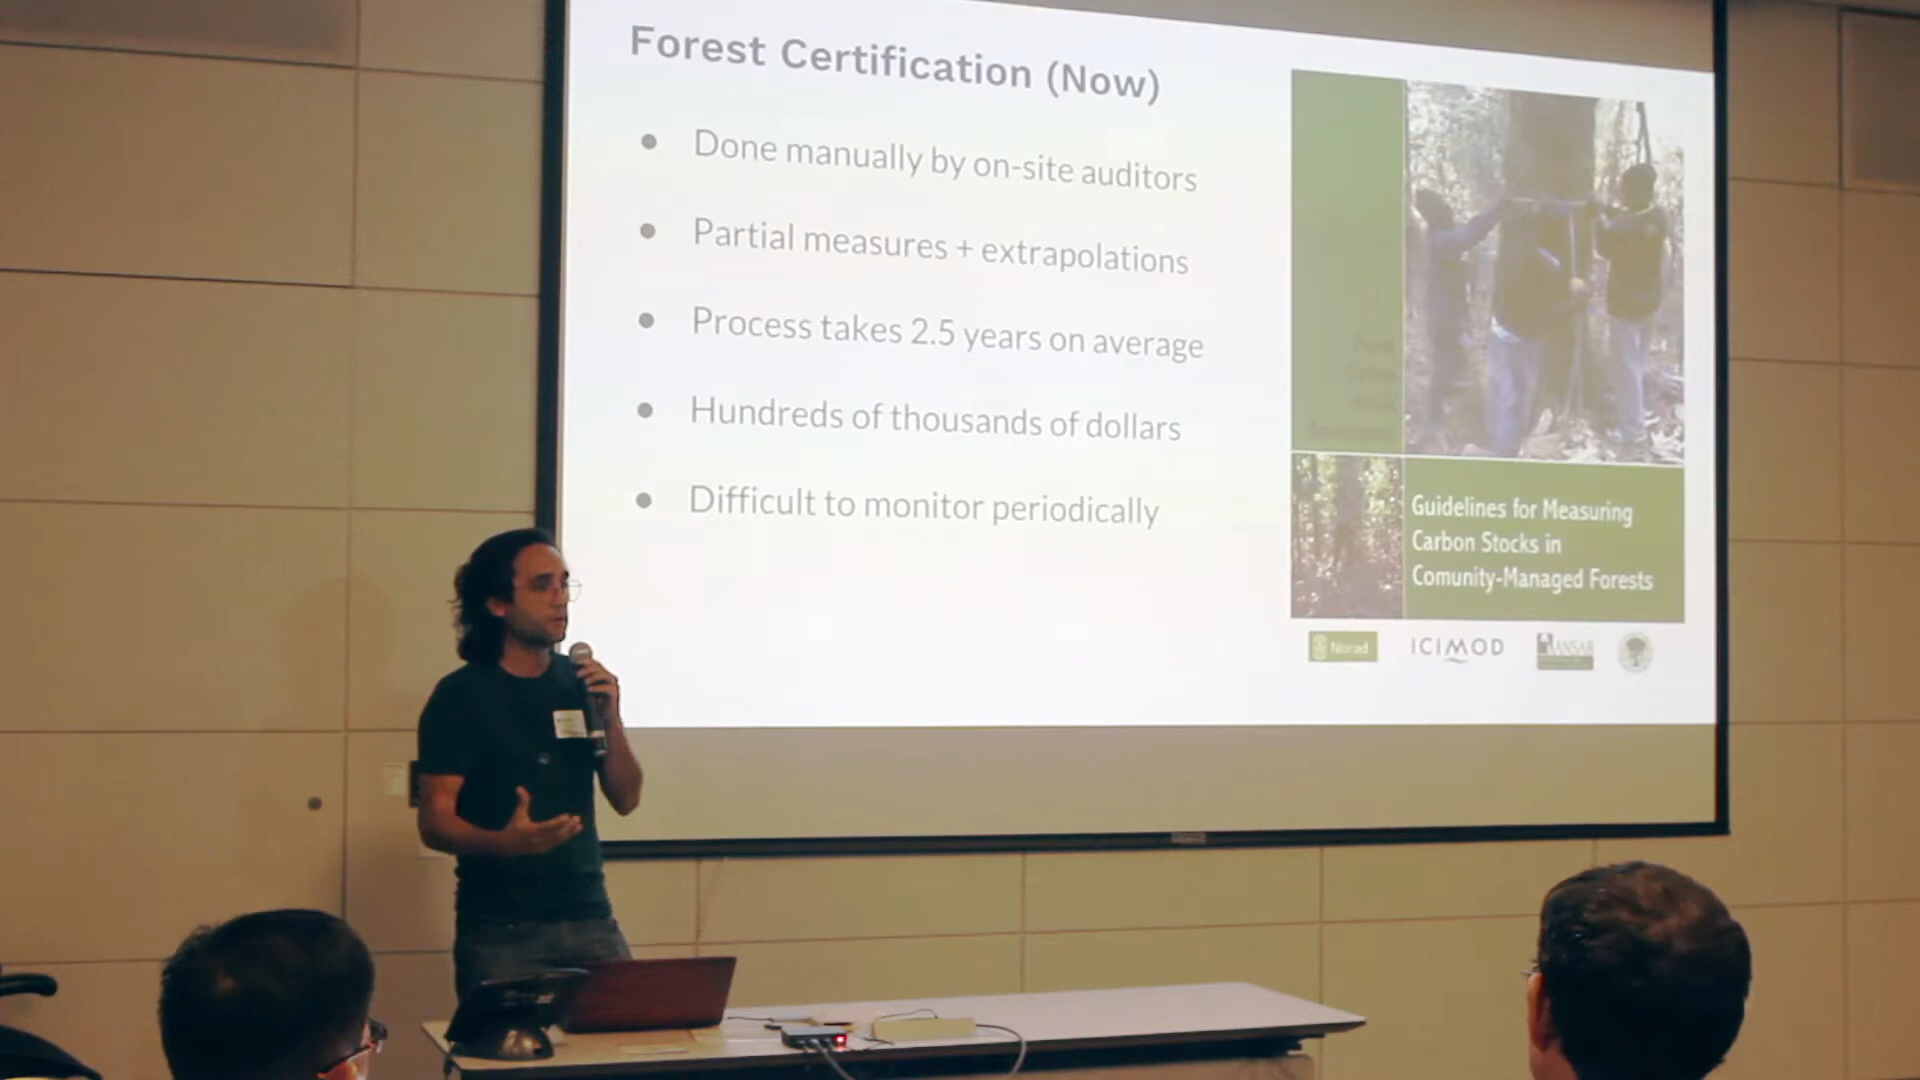 Forest Certification (Now)
● Done manually by on-site auditors
● Partial measures + extrapolations
● Process takes 2.5 years on average
● Hundreds of thousands of dollars
● Difficult to monitor periodically
Guidelines for Measuring
Carbon Stocks in
Comunity-Managed Forests
Norad
ICIMOD
ANSAB